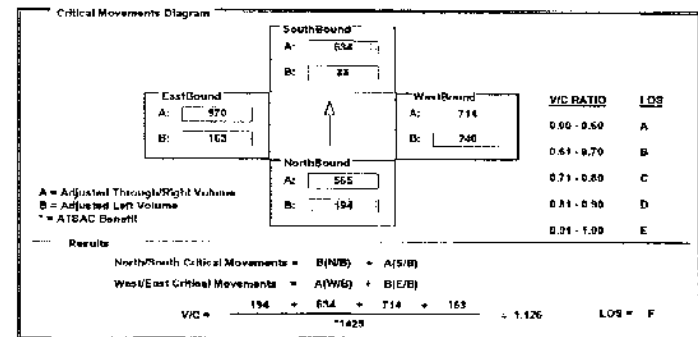 Critical Movements Diagram
SouthBound
A: 634
B:
EastBound
A: 970
B: 163
WestBound
A: 714
B: 240
NorthBound
A: 565
B: 194
V/C RATIO LOS
0.00 - 0.60 A
0.61 - 0.70 B
0.71 - 0.80 C
0.81 - 0.90 D
0.91 - 1.00 E
A = Adjusted Through/Right Volume
B = Adjusted Left Volume
* = ATSAC Benefit
Results
North/South Critical Movements = B(N/B) + A(S/B)
West/East Critical Movements = A(W/B) + B(E/B)
V/C = 194 + 634 + 714 + 163 = 1.126 LOS = F
*1425